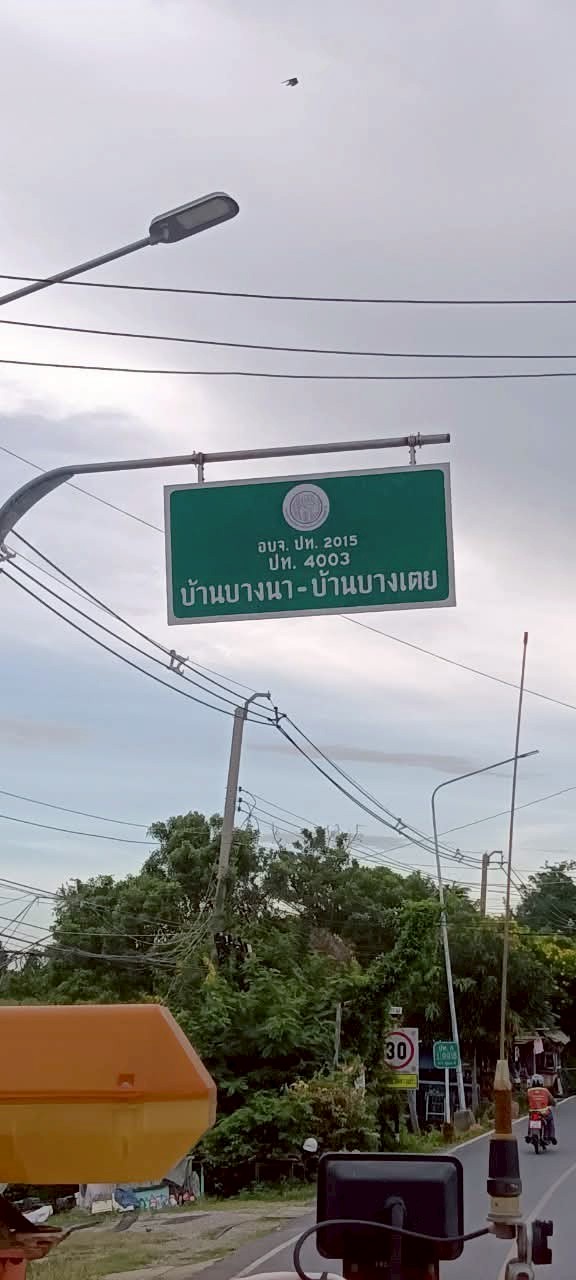 อบจ. ปท. 2015
ปท. 4003
บ้านบางนา-บ้านบางเตย
30